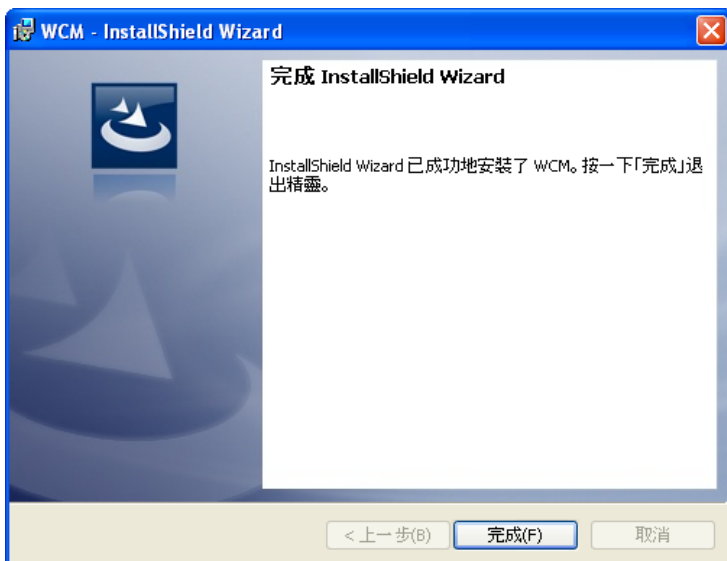 WCM - InstallShield Wizard
完成 InstallShield Wizard
InstallShield Wizard 已成功地安裝了 WCM。按一下「完成」退
出精靈。
< 上一步(B)
完成(F)
取消